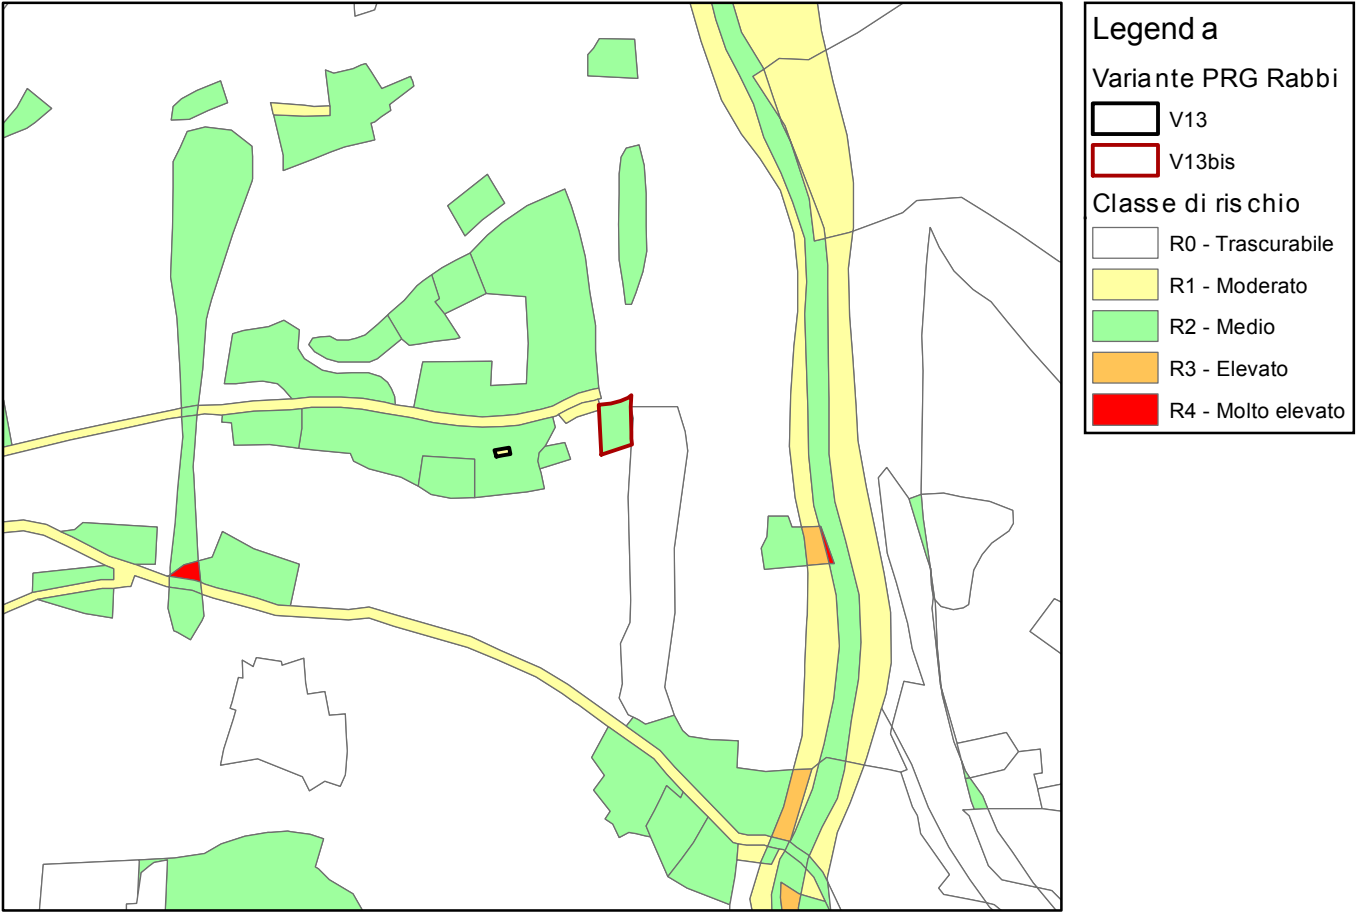 Legenda
Variante PRG Rabbi
V13
V13bis
Classe di rischio
R0 - Trascurabile
R1 - Moderato
R2 - Medio
R3 - Elevato
R4 - Molto elevato